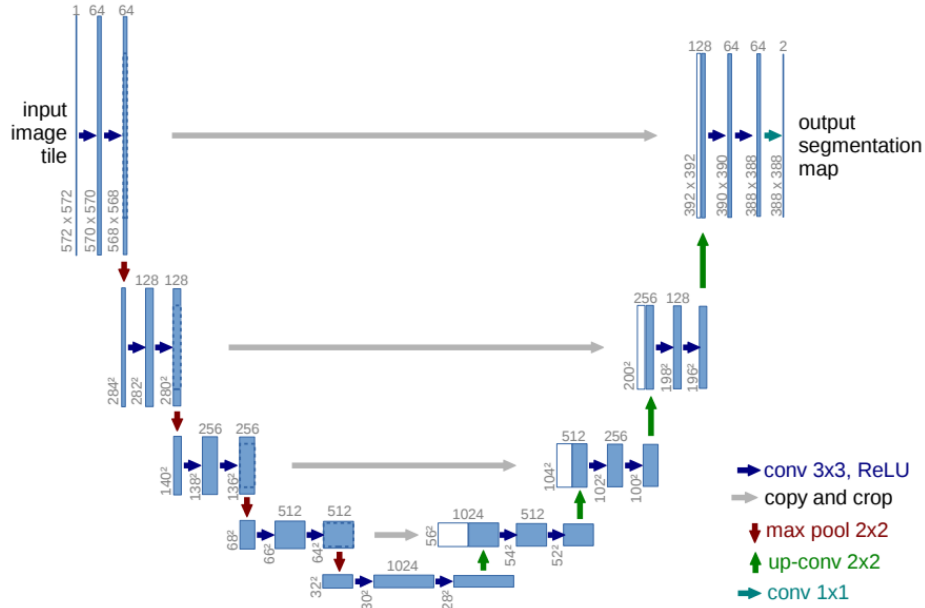 1 64 64
128 64 64 2
input
image
tile
output
segmentation
map
572 x 572
570 x 570
568 x 568
392 x 392
390 x 390
388 x 388
388 x 388
128 128
256 128
284²
282²
280²
200²
198²
196²
256 256
512 256
140²
138²
136²
104²
102²
100²
512 512
1024 512
68²
66²
64²
56²
54²
52²
1024
32²
30²
28²
conv 3x3, ReLU
copy and crop
max pool 2x2
up-conv 2x2
conv 1x1